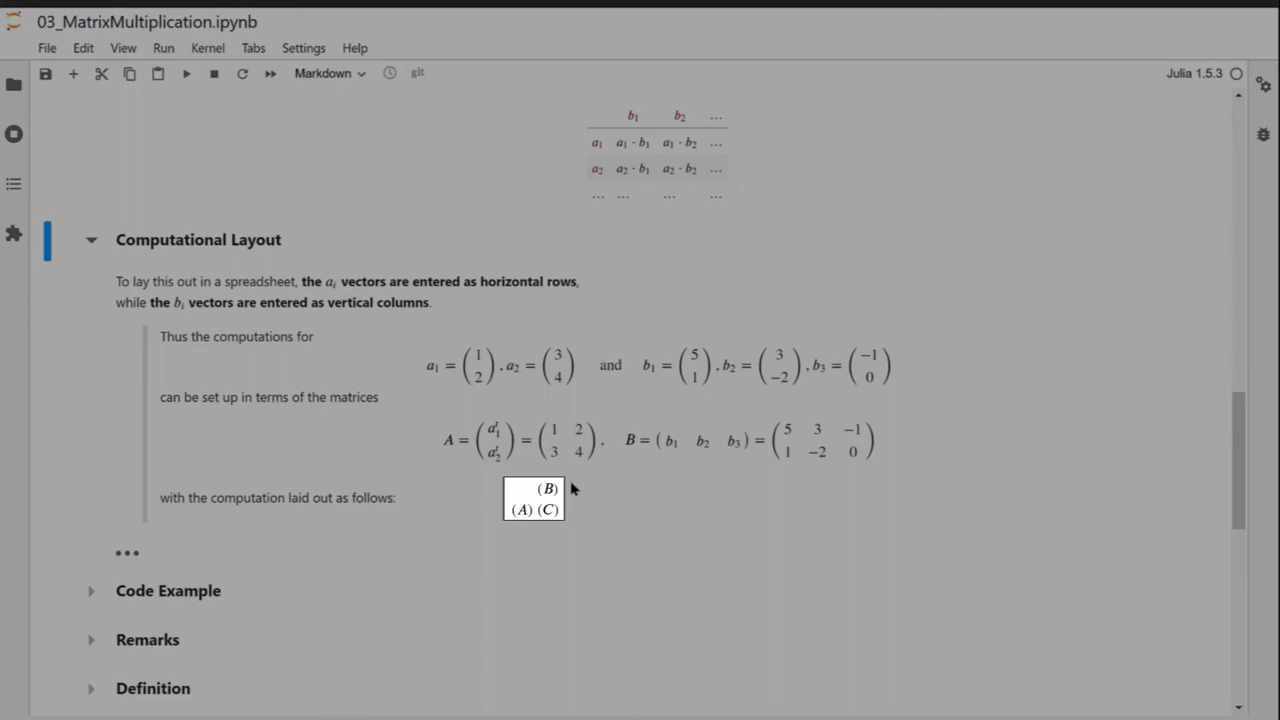 03_MatrixMultiplication.ipynb
File Edit View Run Kernel Tabs Settings Help
Markdown git Julia 1.5.3
b₁ b₂ …
a₁ a₁ · b₁ a₁ · b₂ …
a₂ a₂ · b₁ a₂ · b₂ …
… … … …
Computational Layout
To lay this out in a spreadsheet, the aᵢ vectors are entered as horizontal rows,
while the bᵢ vectors are entered as vertical columns.
Thus the computations for
a₁ = (1 2), a₂ = (3 4) and b₁ = (5 1), b₂ = (3 −2), b₃ = (−1 0)
can be set up in terms of the matrices
A = (a₁ᵗ a₂ᵗ) = (1 2 3 4), B = ( b₁ b₂ b₃ ) = (5 3 −1 1 −2 0)
with the computation laid out as follows:
(B)
(A) (C)
Code Example
Remarks
Definition